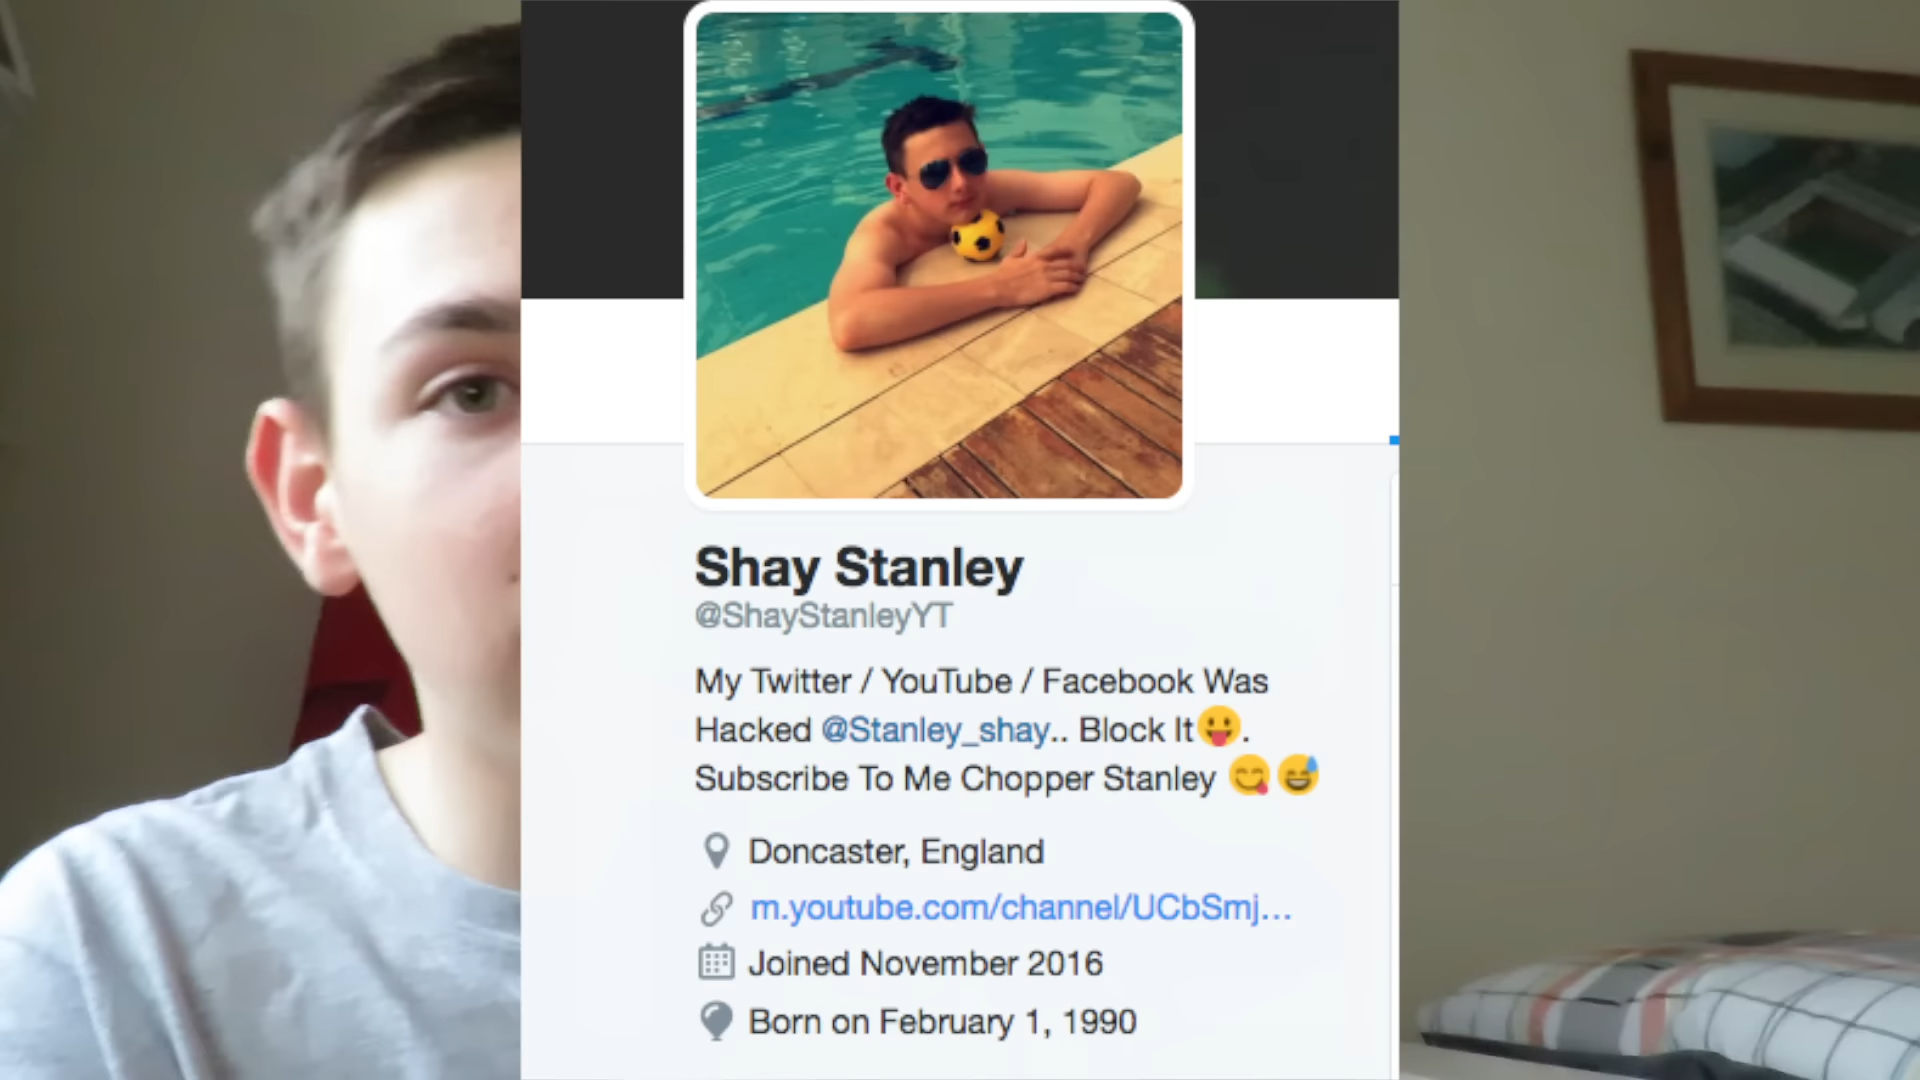 Shay Stanley
@ShayStanleyYT
My Twitter / YouTube / Facebook Was
Hacked @Stanley_shay.. Block It😛.
Subscribe To Me Chopper Stanley 😋😅
Doncaster, England
m.youtube.com/channel/UCbSmj...
Joined November 2016
Born on February 1, 1990